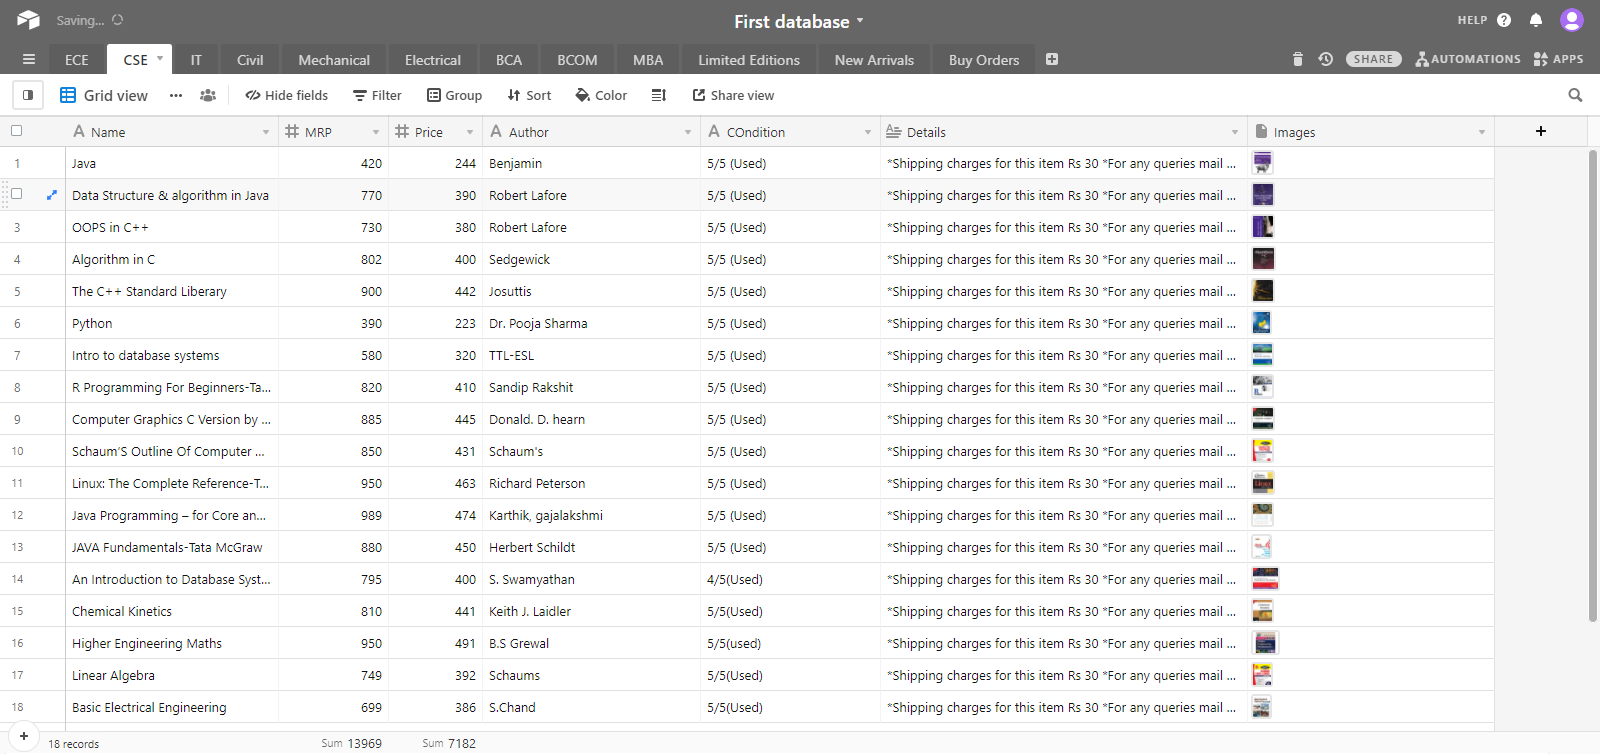 Saving...
First database
HELP
ECE CSE IT Civil Mechanical Electrical BCA BCOM MBA Limited Editions New Arrivals Buy Orders
SHARE AUTOMATIONS APPS
Grid view ... Hide fields Filter Group Sort Color Share view
Name MRP Price Author COndition Details Images +
1 Java 420 244 Benjamin 5/5 (Used) *Shipping charges for this item Rs 30 *For any queries mail ...
Data Structure & algorithm in Java 770 390 Robert Lafore 5/5 (Used) *Shipping charges for this item Rs 30 *For any queries mail ...
3 OOPS in C++ 730 380 Robert Lafore 5/5 (Used) *Shipping charges for this item Rs 30 *For any queries mail ...
4 Algorithm in C 802 400 Sedgewick 5/5 (Used) *Shipping charges for this item Rs 30 *For any queries mail ...
5 The C++ Standard Liberary 900 442 Josuttis 5/5 (Used) *Shipping charges for this item Rs 30 *For any queries mail ...
6 Python 390 223 Dr. Pooja Sharma 5/5 (Used) *Shipping charges for this item Rs 30 *For any queries mail ...
7 Intro to database systems 580 320 TTL-ESL 5/5 (Used) *Shipping charges for this item Rs 30 *For any queries mail ...
8 R Programming For Beginners-Ta... 820 410 Sandip Rakshit 5/5 (Used) *Shipping charges for this item Rs 30 *For any queries mail ...
9 Computer Graphics C Version by ... 885 445 Donald. D. hearn 5/5 (Used) *Shipping charges for this item Rs 30 *For any queries mail ...
10 Schaum'S Outline Of Computer ... 850 431 Schaum's 5/5 (Used) *Shipping charges for this item Rs 30 *For any queries mail ...
11 Linux: The Complete Reference-T... 950 463 Richard Peterson 5/5 (Used) *Shipping charges for this item Rs 30 *For any queries mail ...
12 Java Programming – for Core an... 989 474 Karthik, gajalakshmi 5/5 (Used) *Shipping charges for this item Rs 30 *For any queries mail ...
13 JAVA Fundamentals-Tata McGraw 880 450 Herbert Schildt 5/5 (Used) *Shipping charges for this item Rs 30 *For any queries mail ...
14 An Introduction to Database Syst... 795 400 S. Swamyathan 4/5(Used) *Shipping charges for this item Rs 30 *For any queries mail ...
15 Chemical Kinetics 810 441 Keith J. Laidler 5/5(Used) *Shipping charges for this item Rs 30 *For any queries mail ...
16 Higher Engineering Maths 950 491 B.S Grewal 5/5(used) *Shipping charges for this item Rs 30 *For any queries mail ...
17 Linear Algebra 749 392 Schaums 5/5(Used) *Shipping charges for this item Rs 30 *For any queries mail ...
18 Basic Electrical Engineering 699 386 S.Chand 5/5(Used) *Shipping charges for this item Rs 30 *For any queries mail ...
+ 18 records Sum 13969 Sum 7182